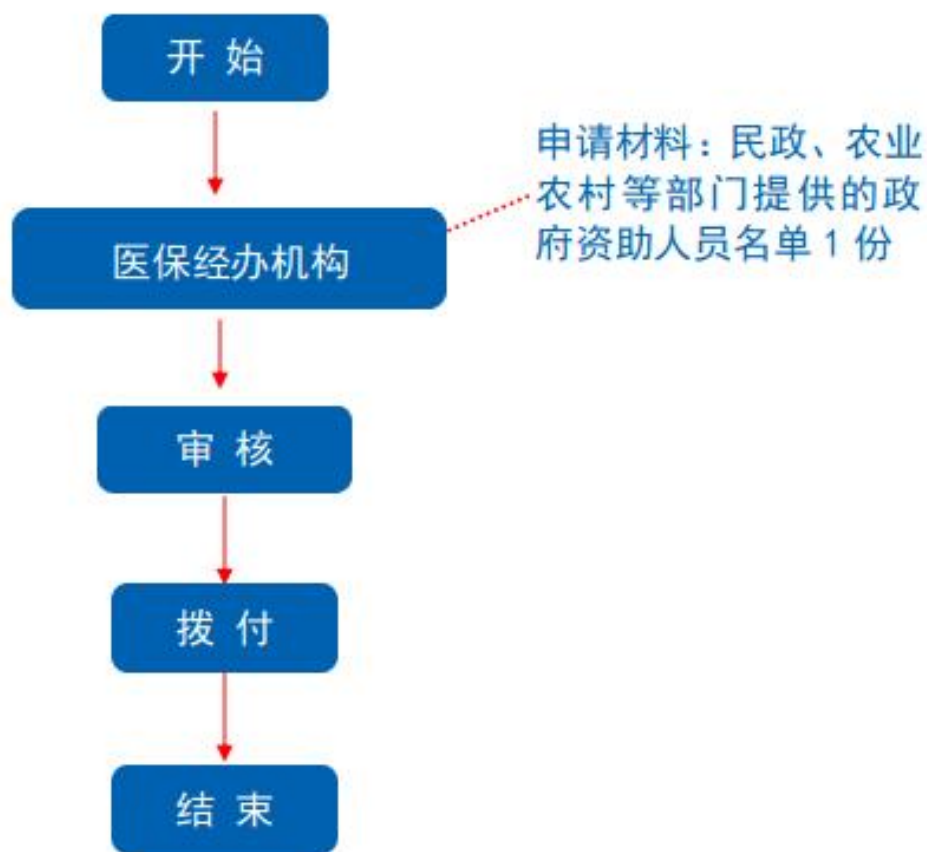 开 始
申请材料：民政、农业
农村等部门提供的政
府资助人员名单 1 份
医保经办机构
审 核
拨 付
结 束